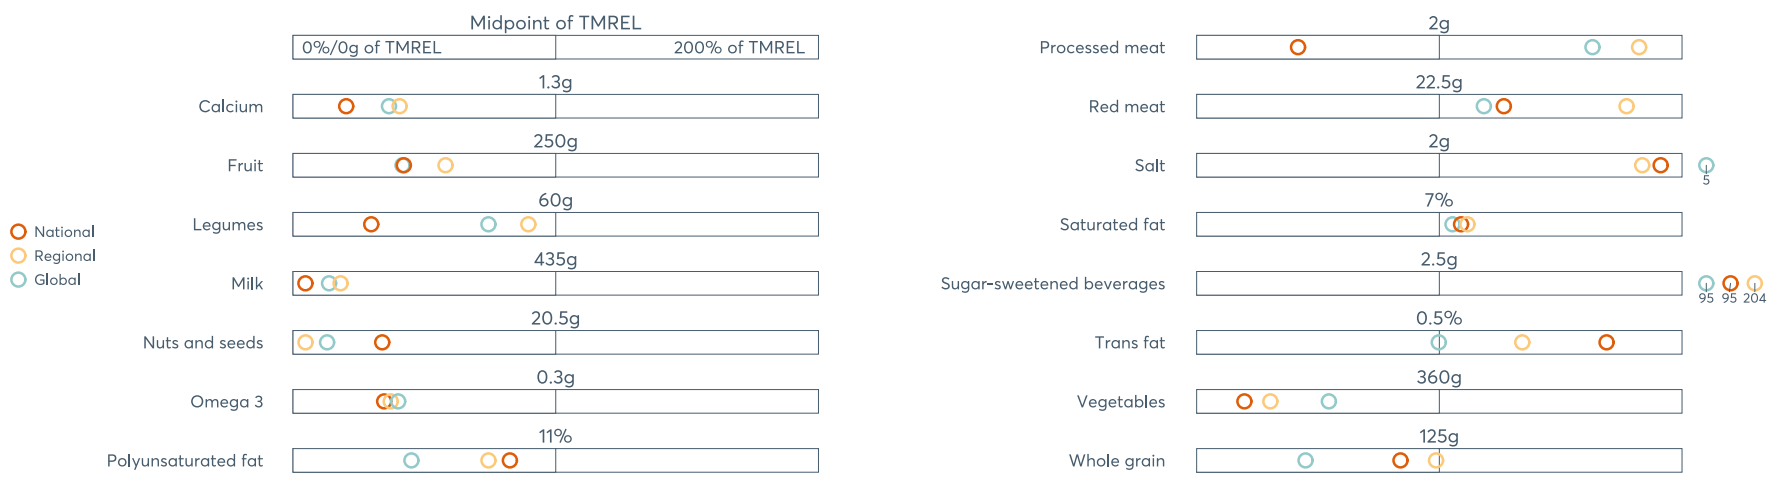 Midpoint of TMREL
0%/0g of TMREL 200% of TMREL
1.3g
Calcium
250g
Fruit
60g
Legumes
435g
Milk
20.5g
Nuts and seeds
0.3g
Omega 3
11%
Polyunsaturated fat
National
Regional
Global
2g
Processed meat
22.5g
Red meat
2g
Salt
5
7%
Saturated fat
2.5g
Sugar-sweetened beverages
95 95 204
0.5%
Trans fat
360g
Vegetables
125g
Whole grain